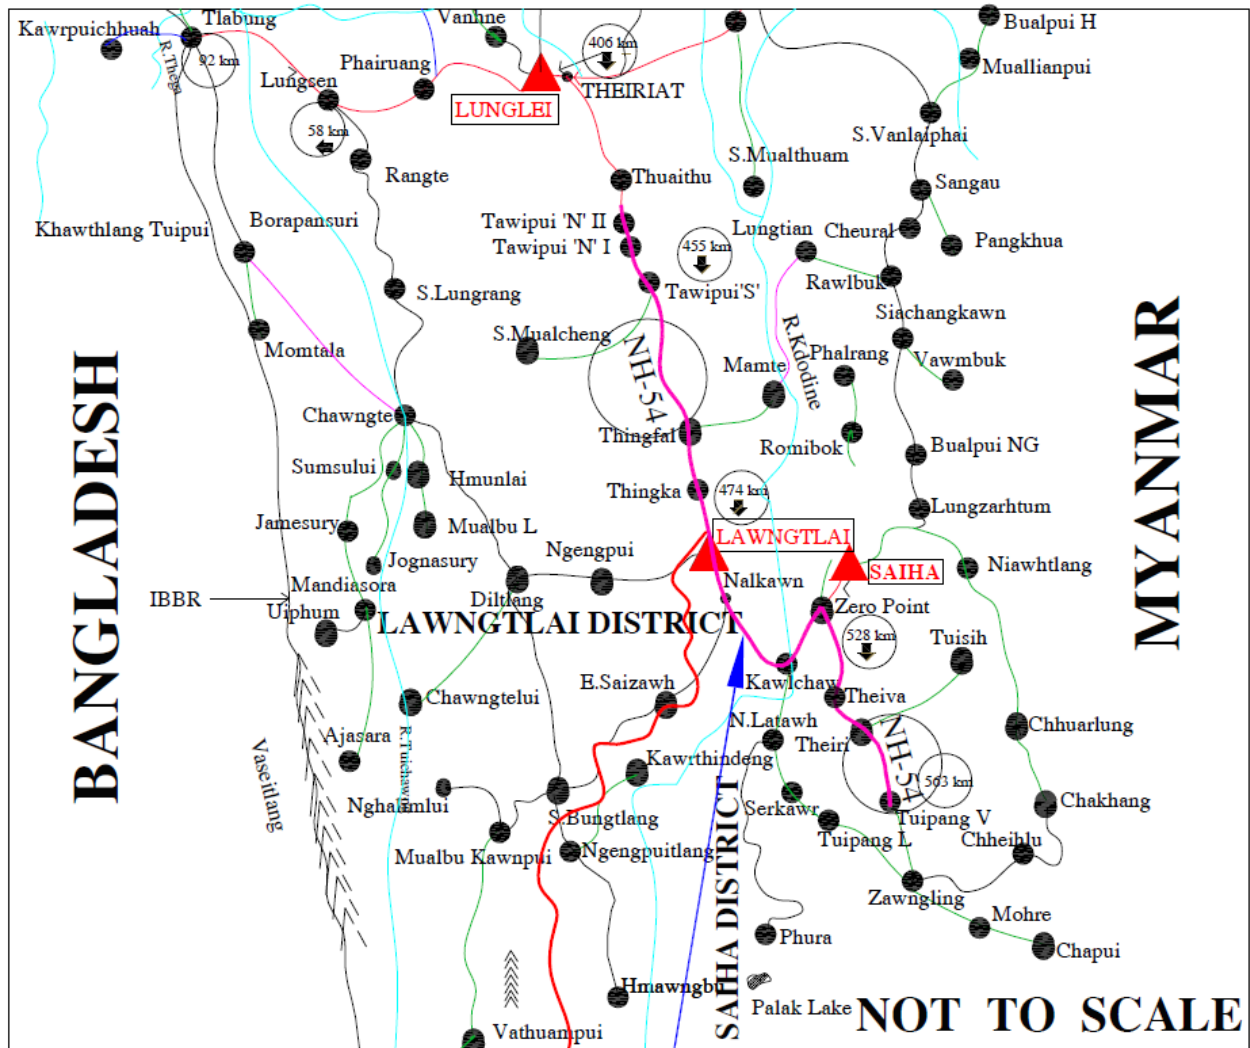 Bualpui H
Tlabung
Vanhne
Kawrpuichhuah
406 km
R.Thega
92 km
Phairuang
Muallianpui
Lungsen
THEIRIAT
LUNGLEI
58 km
S.Vanlaiphai
S.Mualthuam
Rangte
Thuaithu
Sangau
Borapansuri
Khawthlang Tuipui
Tawipui 'N' II
Lungtian
Cheural
Tawipui 'N' I
455 km
Pangkhua
Rawlbuk
S.Lungrang
Tawipui'S'
Siachangkawn
S.Mualcheng
NH-54
R.Kdodine
Phalrang
Momtala
Mamte
Vawmbuk
BANGLADESH
MYANMAR
Chawngte
Thingfal
Romibok
Bualpui NG
Sumsului
Hmunlai
Thingka
474 km
Lungzarhtum
Jamesury
Mualbu L
LAWNGTLAI
Jognasury
Ngengpui
SAIHA
Niawhtlang
Mandiasora
Nalkawn
IBBR
Diltlang
Uiphum
Zero Point
LAWNGTLAI DISTRICT
528 km
Tuisih
Kawlchaw
E.Saizawh
Theiva
Chawngtelui
N.Latawh
Chhuarlung
Ajasara
R.Tuichawng
Theiri
NH-54
Vaseitlang
Kawrthindeng
563 km
Nghalimlui
Serkawr
Chakhang
S.Bungtlang
Tuipang V
Tuipang L
Chheihlu
Mualbu Kawnpui
Ngengpuitlang
SAIHA DISTRICT
Zawngling
Mohre
Phura
Chapui
Hmawngbu
Palak Lake
NOT TO SCALE
Vathuampui